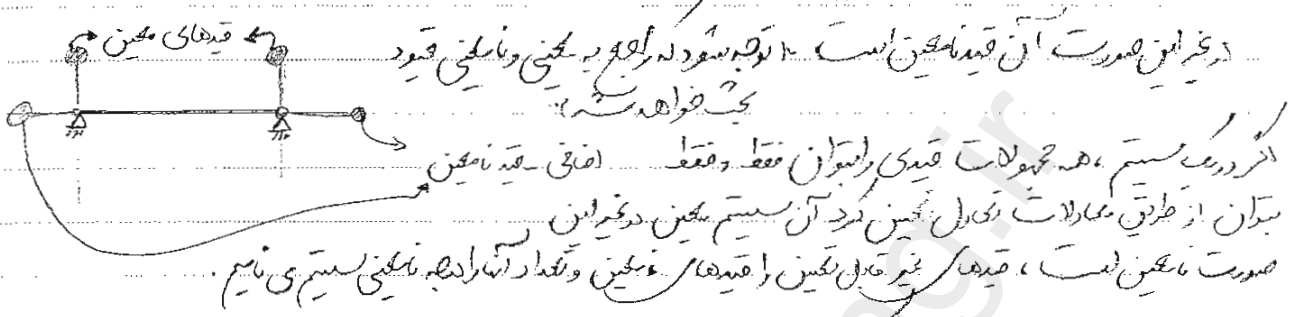 قیدهای معین
در غیر این صورت آن قید نامعین است. (توجه شود که راجع به معینی و نامعینی قیود
بحث خواهد شد)
اگر در یک سیستم، همه مجهولات قیدی را بتوان فقط و فقط
اضافی - قید نامعین
بتوان از طریق معادلات تعادل تعیین کرد آن سیستم معین در غیر این
صورت نامعین است، قیدهای غیر قابل تعیین را قیدهای نامعین و تعداد آنها را درجه نامعینی سیستم می نامیم.